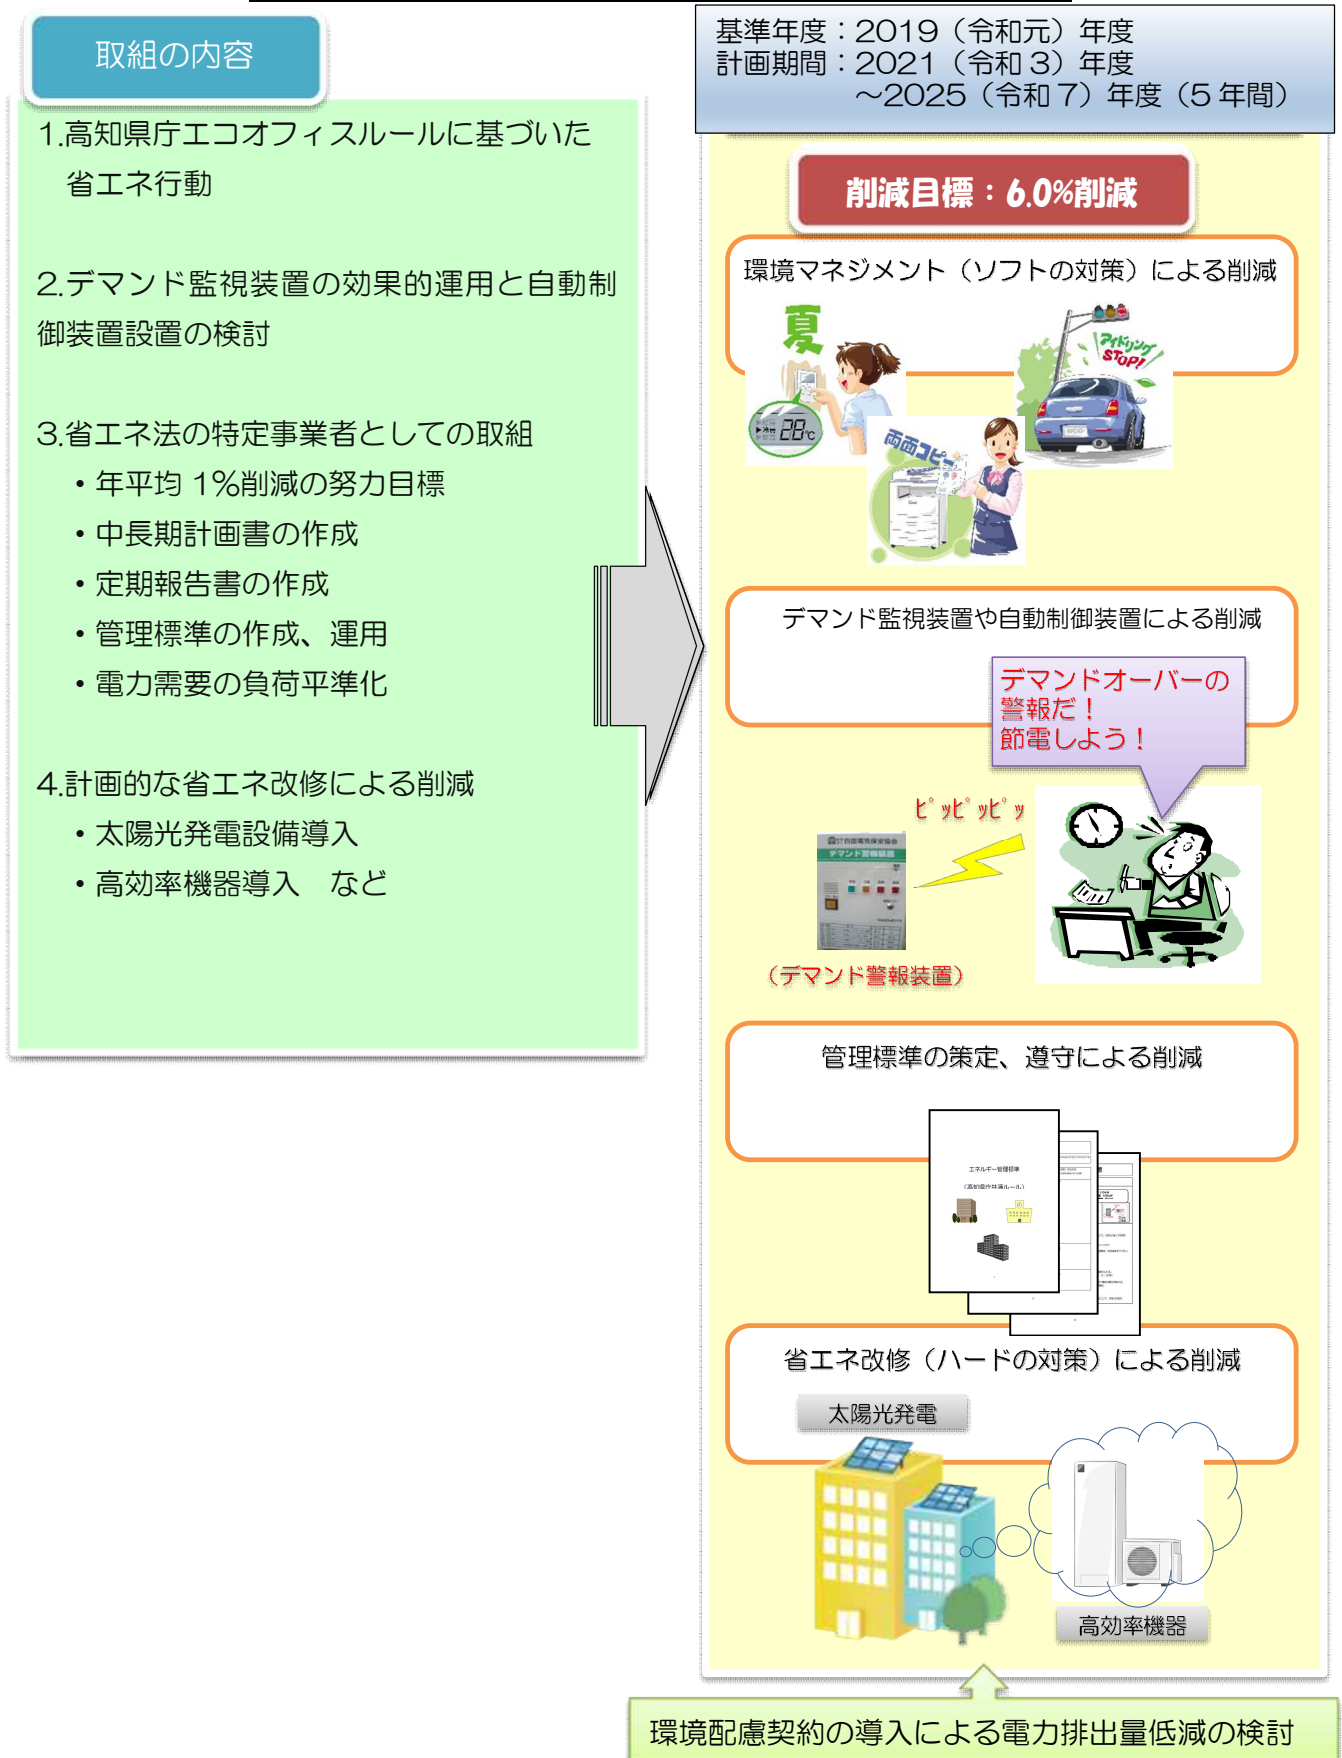 取組の内容
1.高知県庁エコオフィスルールに基づいた
省エネ行動
2.デマンド監視装置の効果的運用と自動制
御装置設置の検討
3.省エネ法の特定事業者としての取組
・年平均 1%削減の努力目標
・中長期計画書の作成
・定期報告書の作成
・管理標準の作成、運用
・電力需要の負荷平準化
4.計画的な省エネ改修による削減
・太陽光発電設備導入
・高効率機器導入　など
基準年度：2019（令和元）年度
計画期間：2021（令和 3）年度
～2025（令和 7）年度（5 年間）
削減目標：6.0%削減
環境マネジメント（ソフトの対策）による削減
夏
28℃
アイドリング
STOP!
両面コピー
デマンド監視装置や自動制御装置による削減
デマンドオーバーの
警報だ！
節電しよう！
ﾋﾟｯﾋﾟｯﾋﾟｯ
デマンド警報装置
（デマンド警報装置）
管理標準の策定、遵守による削減
エネルギー管理標準
（高知県庁共通ルール）
省エネ改修（ハードの対策）による削減
太陽光発電
高効率機器
環境配慮契約の導入による電力排出量低減の検討